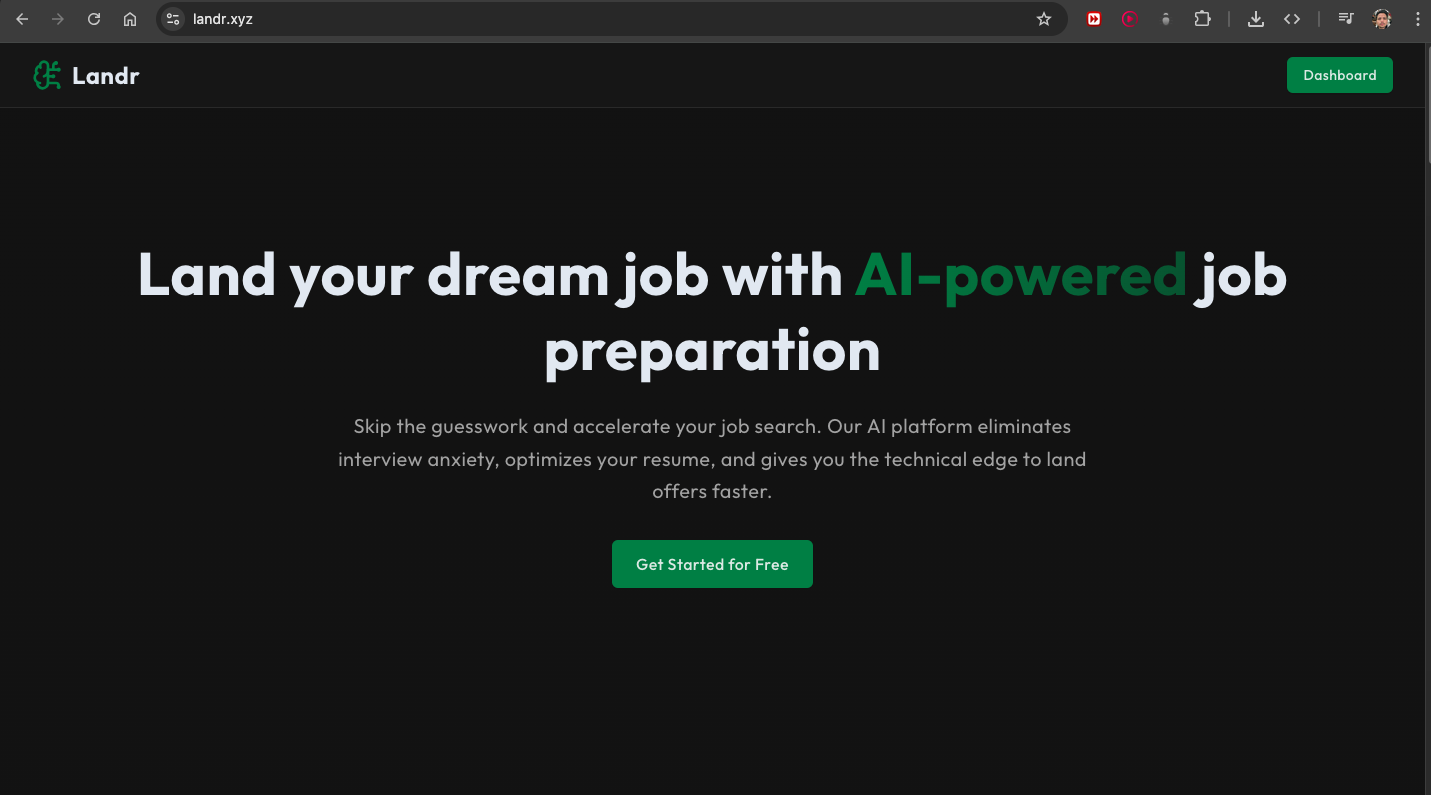 landr.xyz
Landr
Dashboard
Land your dream job with AI-powered job
preparation
Skip the guesswork and accelerate your job search. Our AI platform eliminates
interview anxiety, optimizes your resume, and gives you the technical edge to land
offers faster.
Get Started for Free